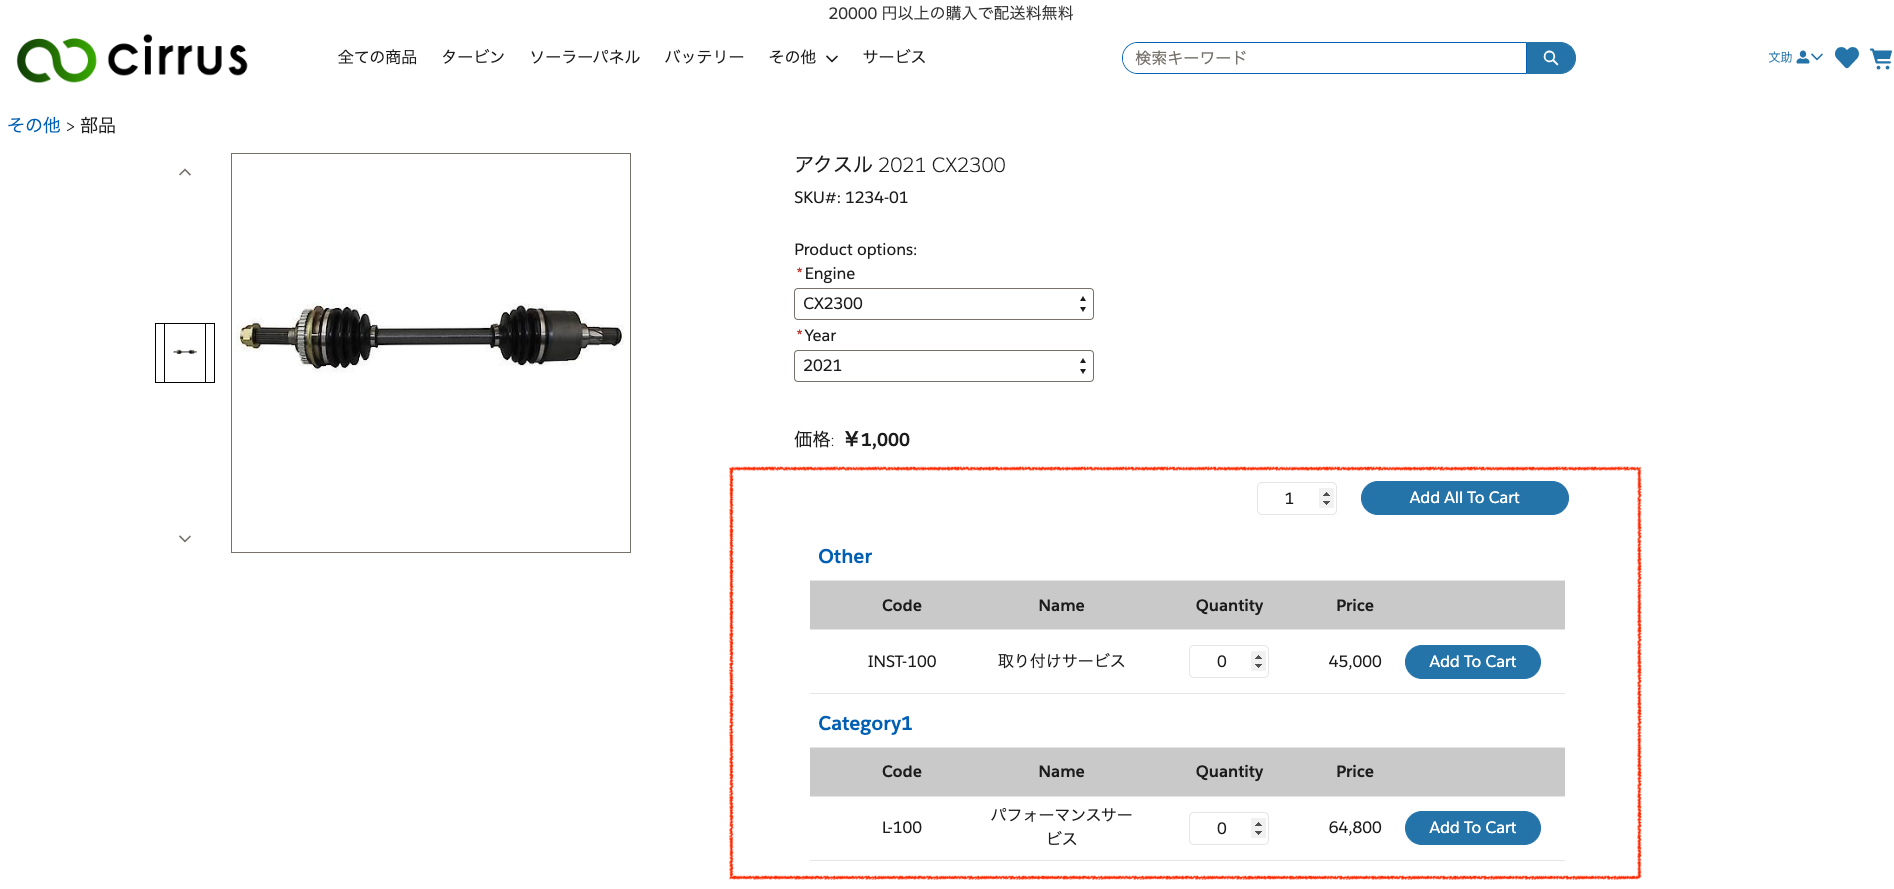 20000 円以上の購入で配送料無料
cirrus
全ての商品 タービン ソーラーパネル バッテリー その他 サービス
検索キーワード
文助
その他 > 部品
アクスル 2021 CX2300
SKU#: 1234-01
Product options:
*Engine
CX2300
*Year
2021
価格: ¥1,000
1 Add All To Cart
Other
Code Name Quantity Price
INST-100 取り付けサービス 0 45,000 Add To Cart
Category1
Code Name Quantity Price
L-100 パフォーマンスサー
ビス 0 64,800 Add To Cart